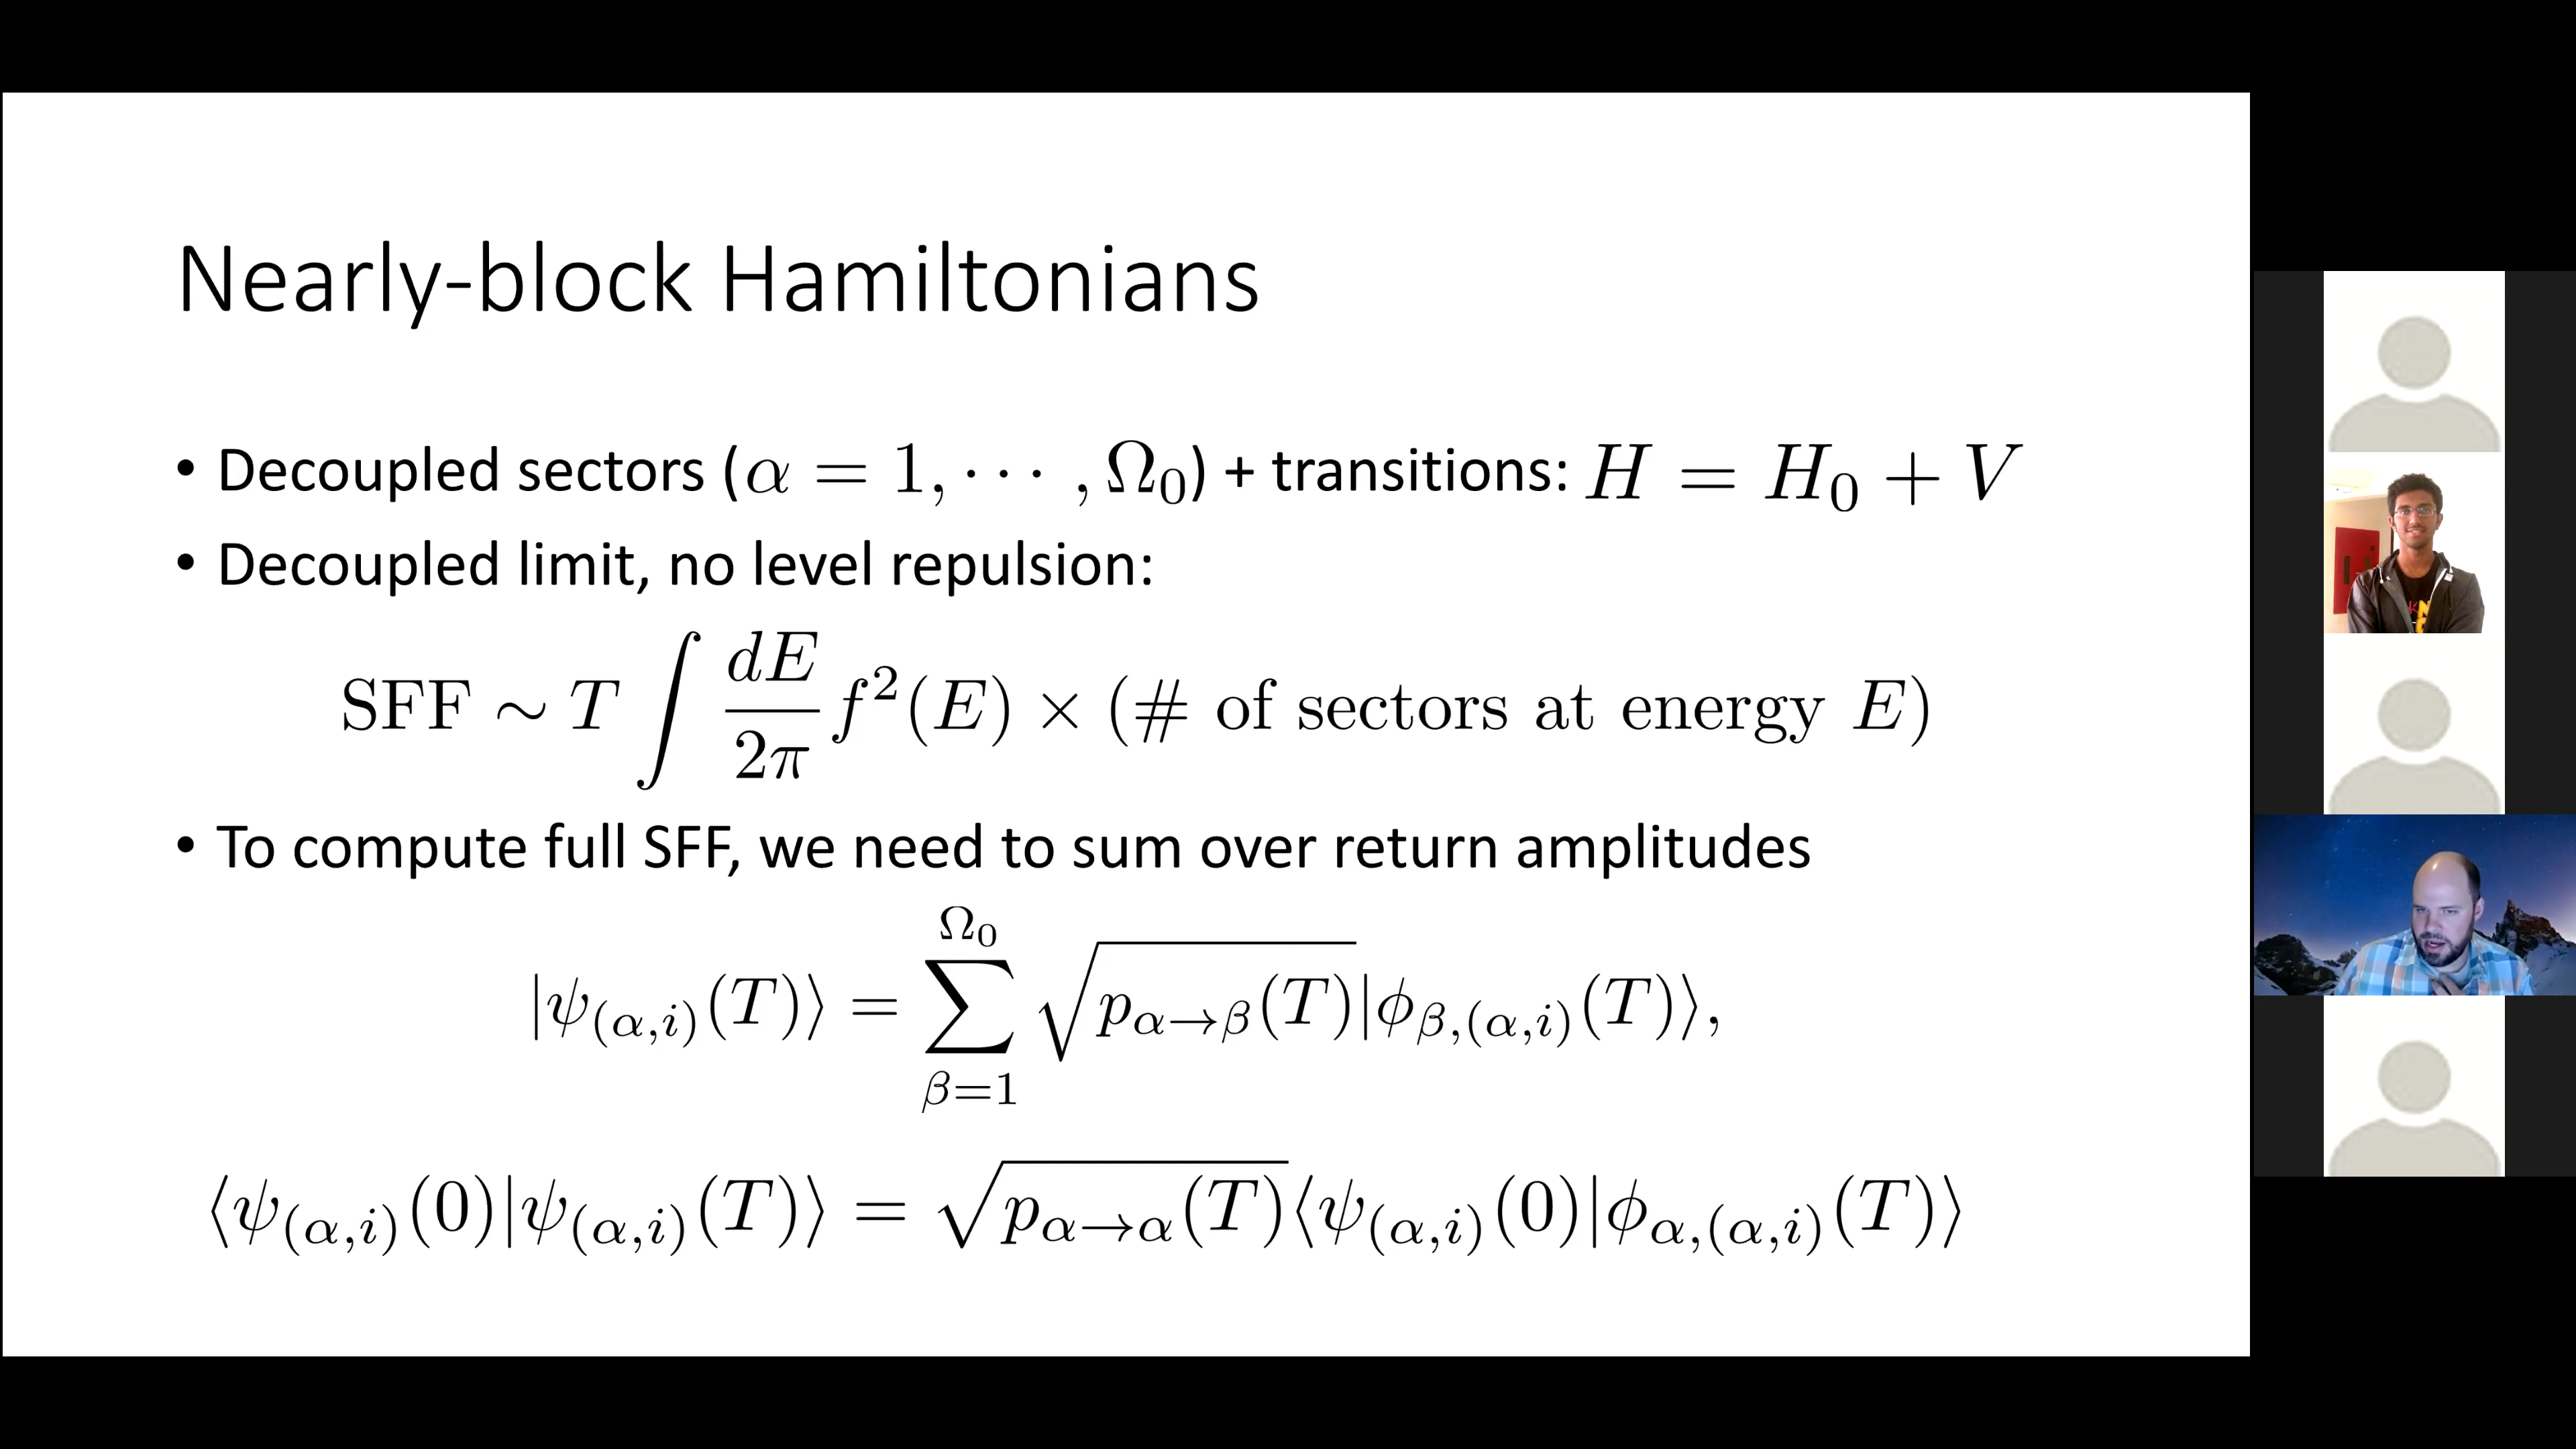 Nearly-block Hamiltonians
• Decoupled sectors (α = 1, ⋯ , Ω₀) + transitions: H = H₀ + V
• Decoupled limit, no level repulsion:
SFF ∼ T ∫ dE/2π f²(E) × (# of sectors at energy E)
• To compute full SFF, we need to sum over return amplitudes
|ψ_(α,i)(T)⟩ = ∑_{β=1}^{Ω₀} √(p_{α→β}(T)) |ϕ_{β,(α,i)}(T)⟩,
⟨ψ_(α,i)(0)|ψ_(α,i)(T)⟩ = √(p_{α→α}(T)) ⟨ψ_(α,i)(0)|ϕ_{α,(α,i)}(T)⟩